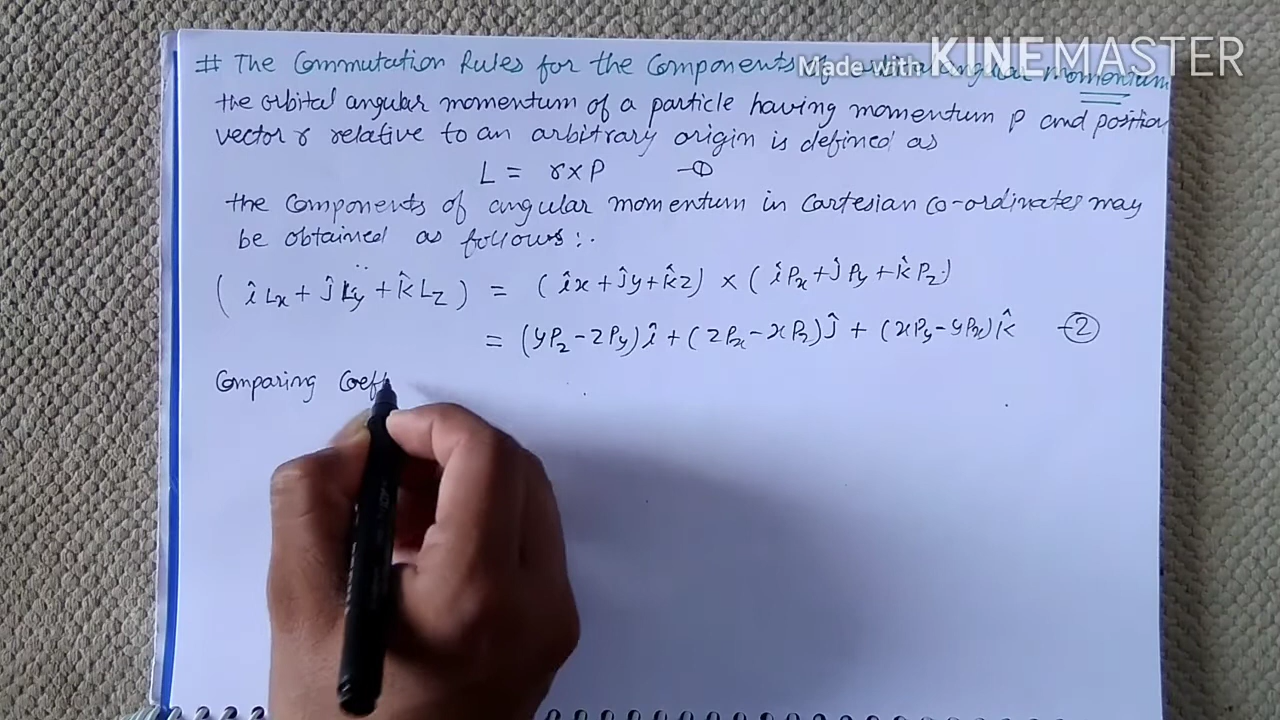 # The Commutation Rules for the Components of angular momentum
Made with KINEMASTER
the orbital angular momentum of a particle having momentum p and position
vector r relative to an arbitrary origin is defined as
L = r×P —①
the components of angular momentum in Cartesian co-ordinates may
be obtained as follows:.
(î Lx + ĵ Ly + k̂ Lz) = (îx + ĵy + k̂z) × (î Px + ĵ Py + k̂ Pz)
= (yPz - zPy) î + (zPx - xPz) ĵ + (xPy - yPx) k̂ —②
Comparing Coeff